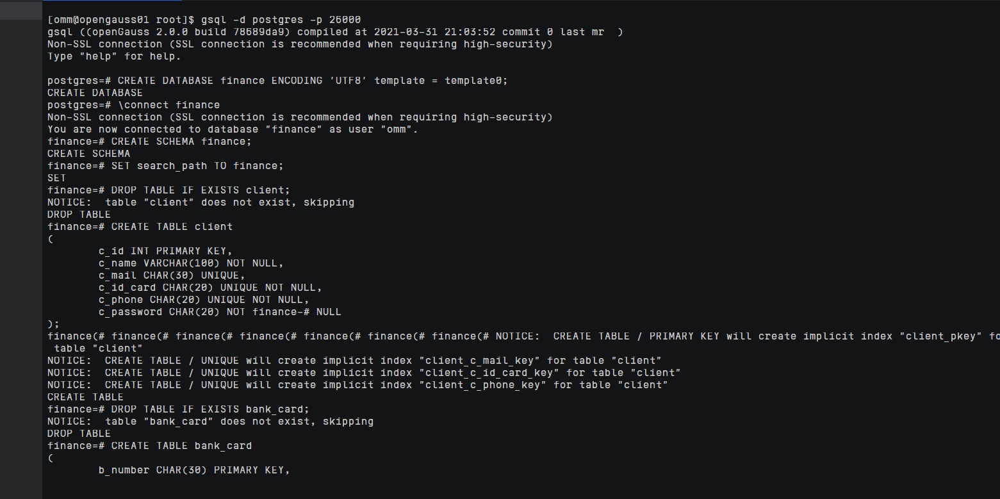 [omm@opengauss01 root]$ gsql -d postgres -p 26000
gsql ((openGauss 2.0.0 build 78689da9) compiled at 2021-03-31 21:03:52 commit 0 last mr  )
Non-SSL connection (SSL connection is recommended when requiring high-security)
Type "help" for help.

postgres=# CREATE DATABASE finance ENCODING 'UTF8' template = template0;
CREATE DATABASE
postgres=# \connect finance
Non-SSL connection (SSL connection is recommended when requiring high-security)
You are now connected to database "finance" as user "omm".
finance=# CREATE SCHEMA finance;
CREATE SCHEMA
finance=# SET search_path TO finance;
SET
finance=# DROP TABLE IF EXISTS client;
NOTICE:  table "client" does not exist, skipping
DROP TABLE
finance=# CREATE TABLE client
(
        c_id INT PRIMARY KEY,
        c_name VARCHAR(100) NOT NULL,
        c_mail CHAR(30) UNIQUE,
        c_id_card CHAR(20) UNIQUE NOT NULL,
        c_phone CHAR(20) UNIQUE NOT NULL,
        c_password CHAR(20) NOT finance-# NULL
);
finance(# finance(# finance(# finance(# finance(# finance(# finance(# NOTICE:  CREATE TABLE / PRIMARY KEY will create implicit index "client_pkey" fo
 table "client"
NOTICE:  CREATE TABLE / UNIQUE will create implicit index "client_c_mail_key" for table "client"
NOTICE:  CREATE TABLE / UNIQUE will create implicit index "client_c_id_card_key" for table "client"
NOTICE:  CREATE TABLE / UNIQUE will create implicit index "client_c_phone_key" for table "client"
CREATE TABLE
finance=# DROP TABLE IF EXISTS bank_card;
NOTICE:  table "bank_card" does not exist, skipping
DROP TABLE
finance=# CREATE TABLE bank_card
(
        b_number CHAR(30) PRIMARY KEY,